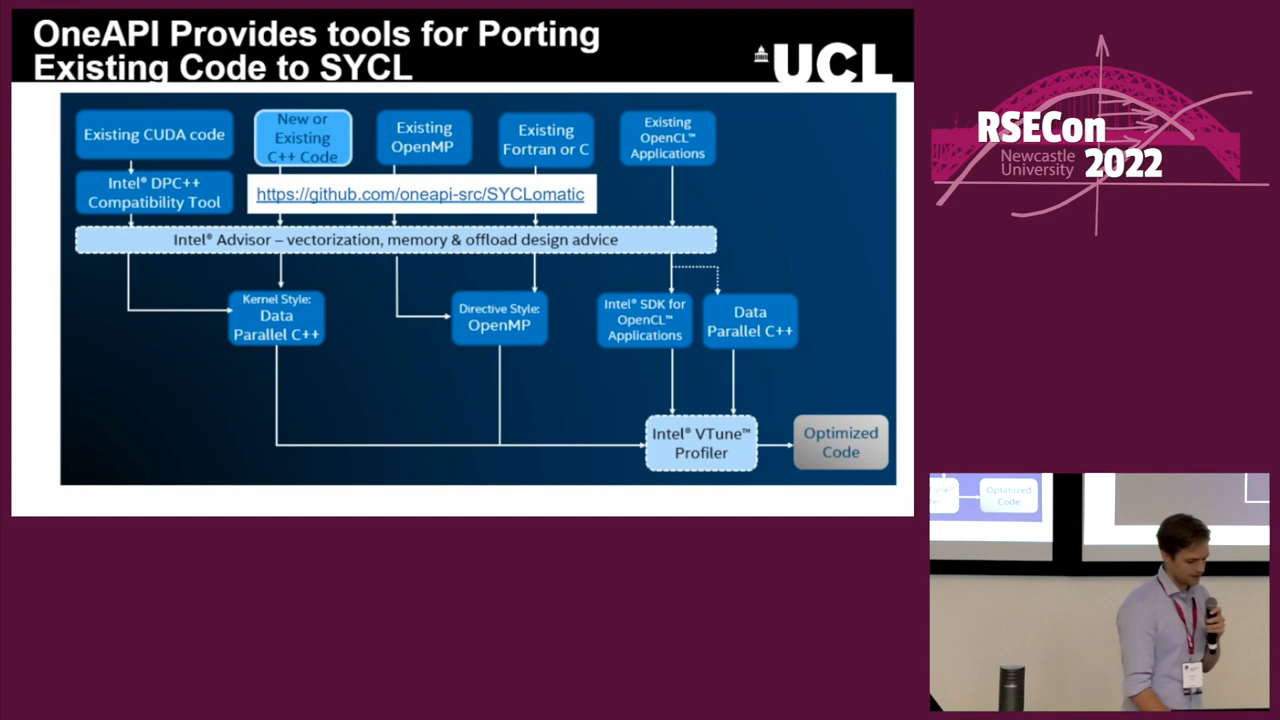 OneAPI Provides tools for Porting
Existing Code to SYCL
UCL
Existing CUDA code
New or
Existing
C++ Code
Existing
OpenMP
Existing
Fortran or C
Existing
OpenCL™
Applications
Intel® DPC++
Compatibility Tool
https://github.com/oneapi-src/SYCLomatic
Intel® Advisor – vectorization, memory & offload design advice
Kernel Style:
Data
Parallel C++
Directive Style:
OpenMP
Intel® SDK for
OpenCL™
Applications
Data
Parallel C++
Intel® VTune™
Profiler
Optimized
Code
RSECon
Newcastle
University
2022
Optimized
Code